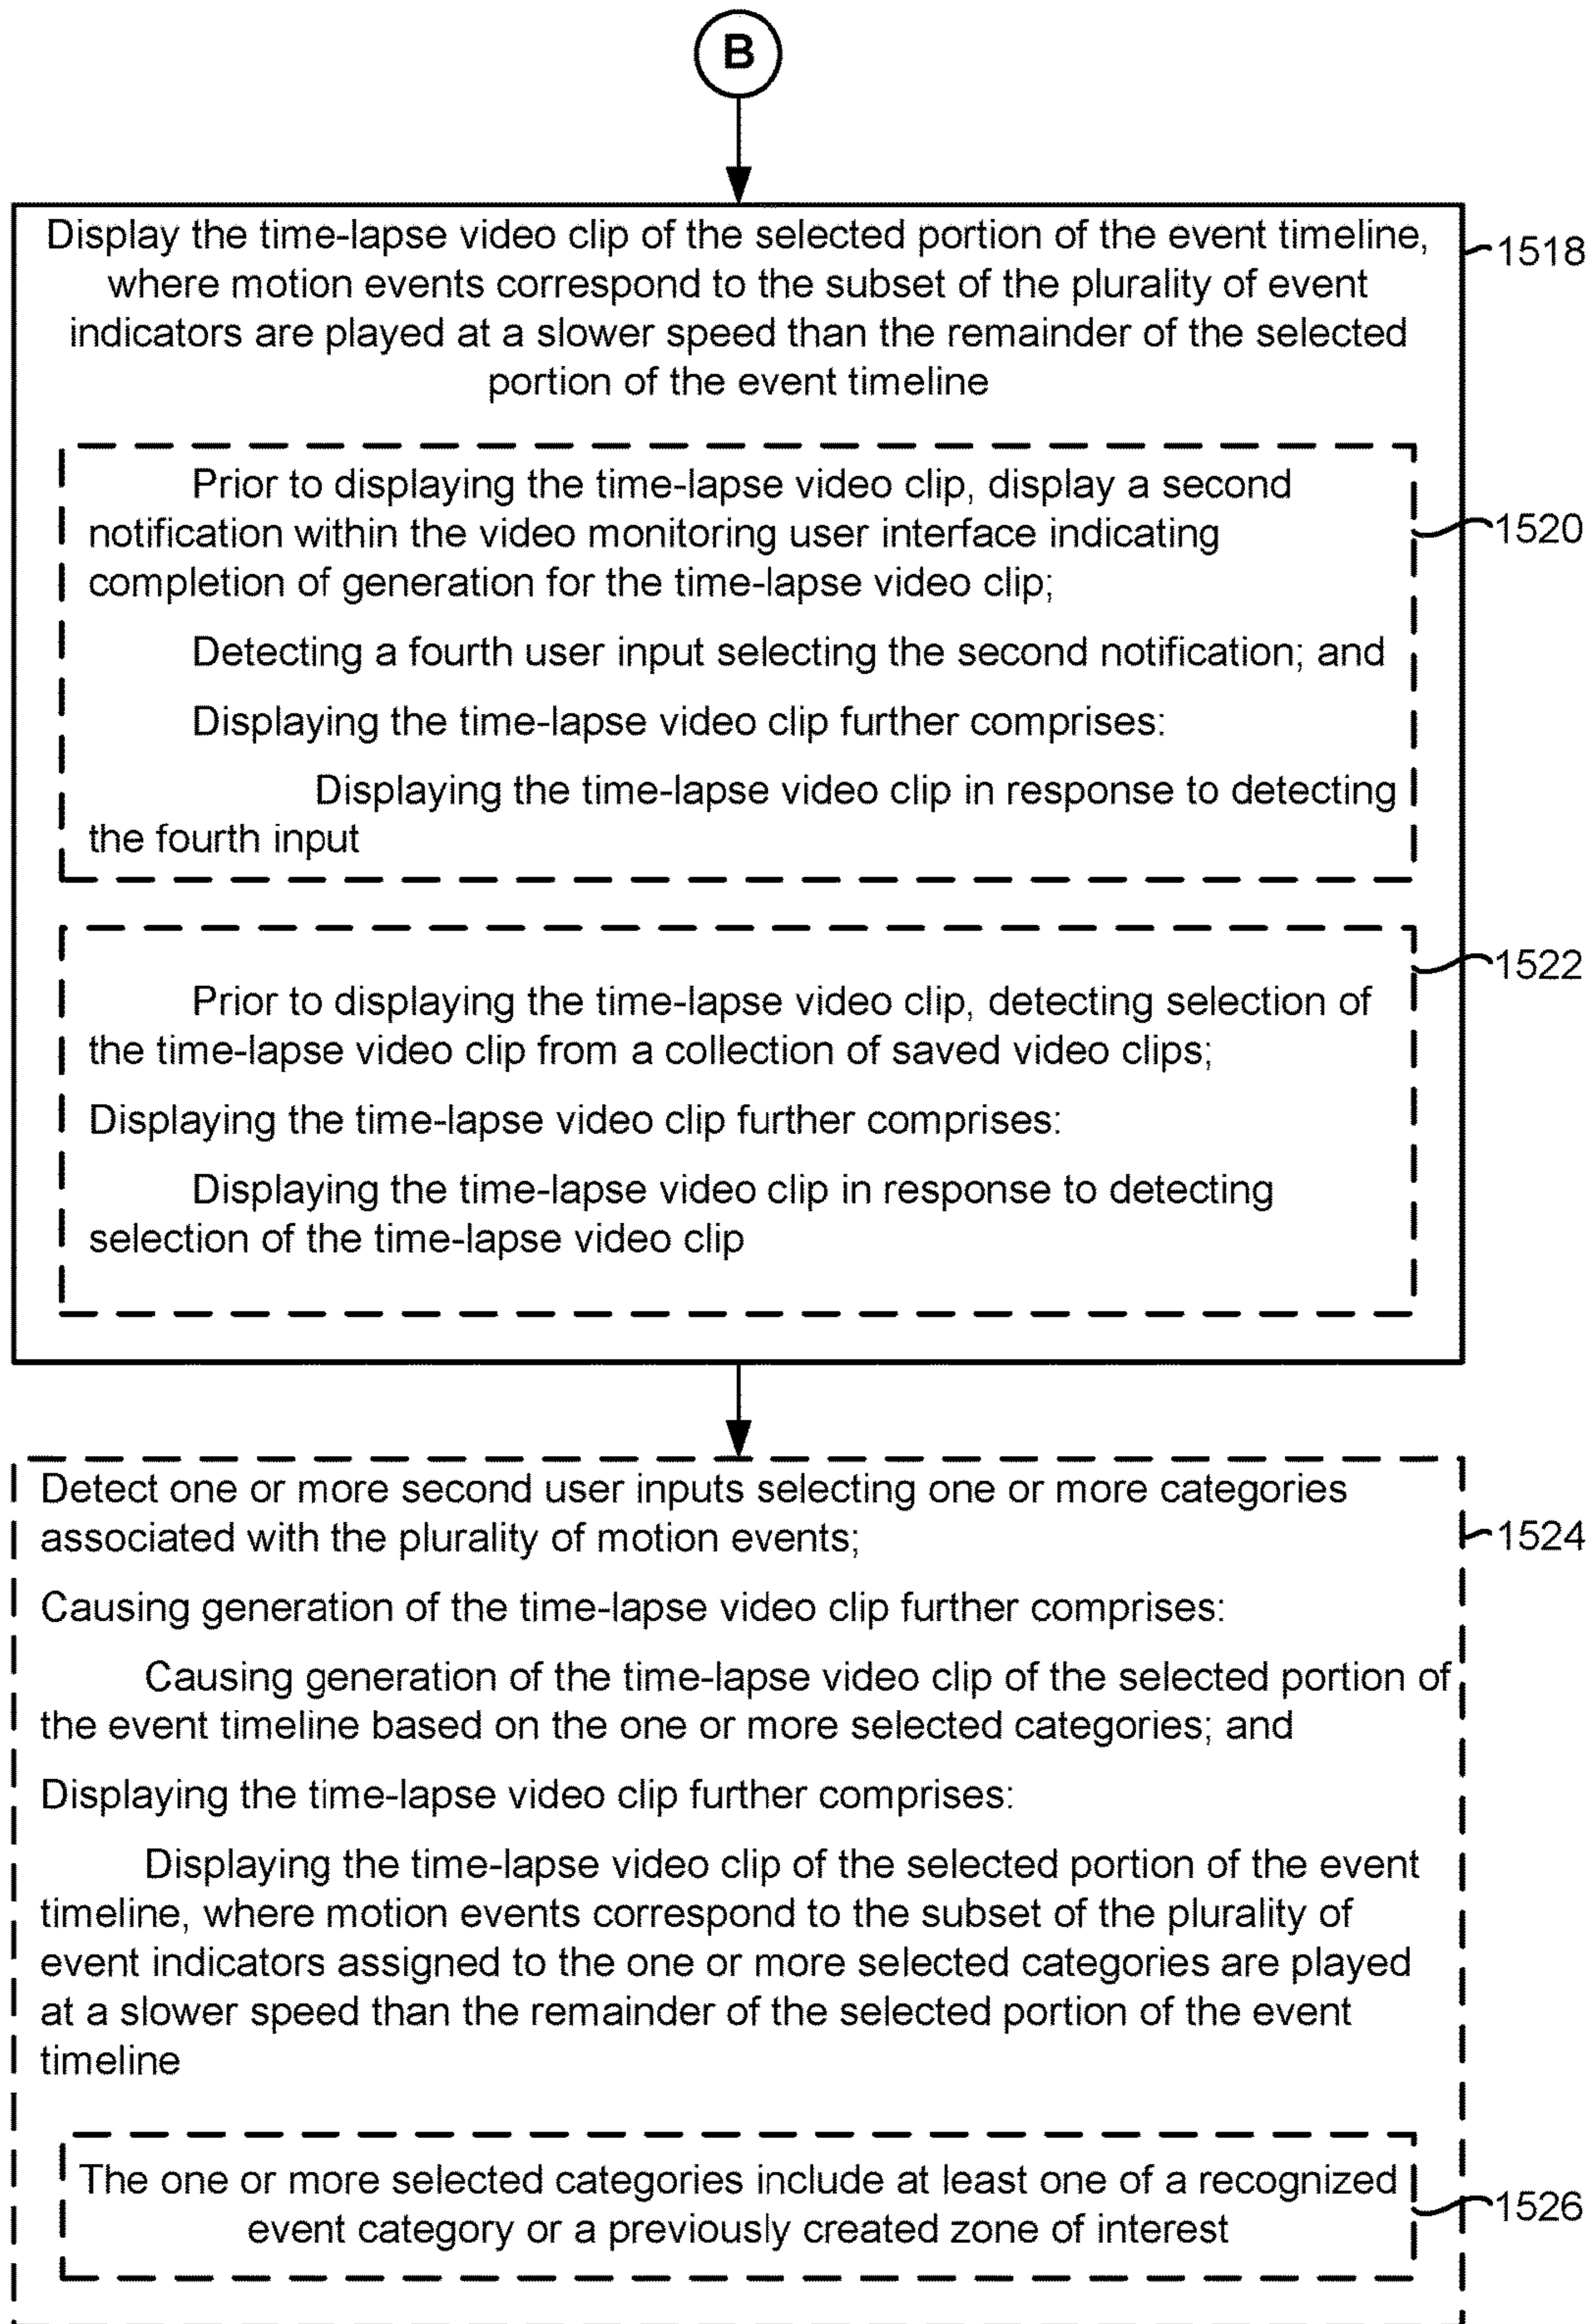 B
Display the time-lapse video clip of the selected portion of the event timeline,
where motion events correspond to the subset of the plurality of event
indicators are played at a slower speed than the remainder of the selected
portion of the event timeline
1518
Prior to displaying the time-lapse video clip, display a second
notification within the video monitoring user interface indicating
completion of generation for the time-lapse video clip;
Detecting a fourth user input selecting the second notification; and
Displaying the time-lapse video clip further comprises:
Displaying the time-lapse video clip in response to detecting
the fourth input
1520
Prior to displaying the time-lapse video clip, detecting selection of
the time-lapse video clip from a collection of saved video clips;
Displaying the time-lapse video clip further comprises:
Displaying the time-lapse video clip in response to detecting
selection of the time-lapse video clip
1522
Detect one or more second user inputs selecting one or more categories
associated with the plurality of motion events;
Causing generation of the time-lapse video clip further comprises:
Causing generation of the time-lapse video clip of the selected portion of
the event timeline based on the one or more selected categories; and
Displaying the time-lapse video clip further comprises:
Displaying the time-lapse video clip of the selected portion of the event
timeline, where motion events correspond to the subset of the plurality of
event indicators assigned to the one or more selected categories are played
at a slower speed than the remainder of the selected portion of the event
timeline
1524
The one or more selected categories include at least one of a recognized
event category or a previously created zone of interest
1526